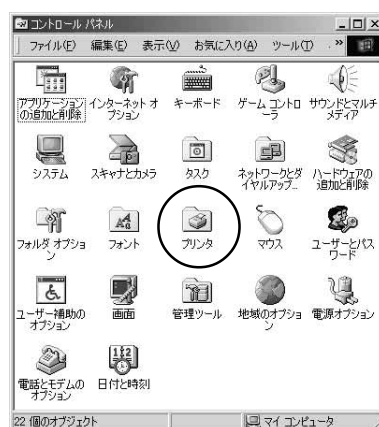 コントロール パネル
ファイル(F) 編集(E) 表示(V) お気に入り(A) ツール(T) »
アプリケーション インターネット オ キーボード ゲーム コントロ サウンドとマルチ
の追加と削除 プション ーラ メディア
システム スキャナとカメラ タスク ネットワークとダ ハードウェアの
イヤルアップ... 追加と削除
フォルダ オプショ フォント プリンタ マウス ユーザーとパス
ン ワード
ユーザー補助の 画面 管理ツール 地域のオプショ 電源オプション
オプション ン
電話とモデムの 日付と時刻
オプション
22 個のオブジェクト マイ コンピュータ